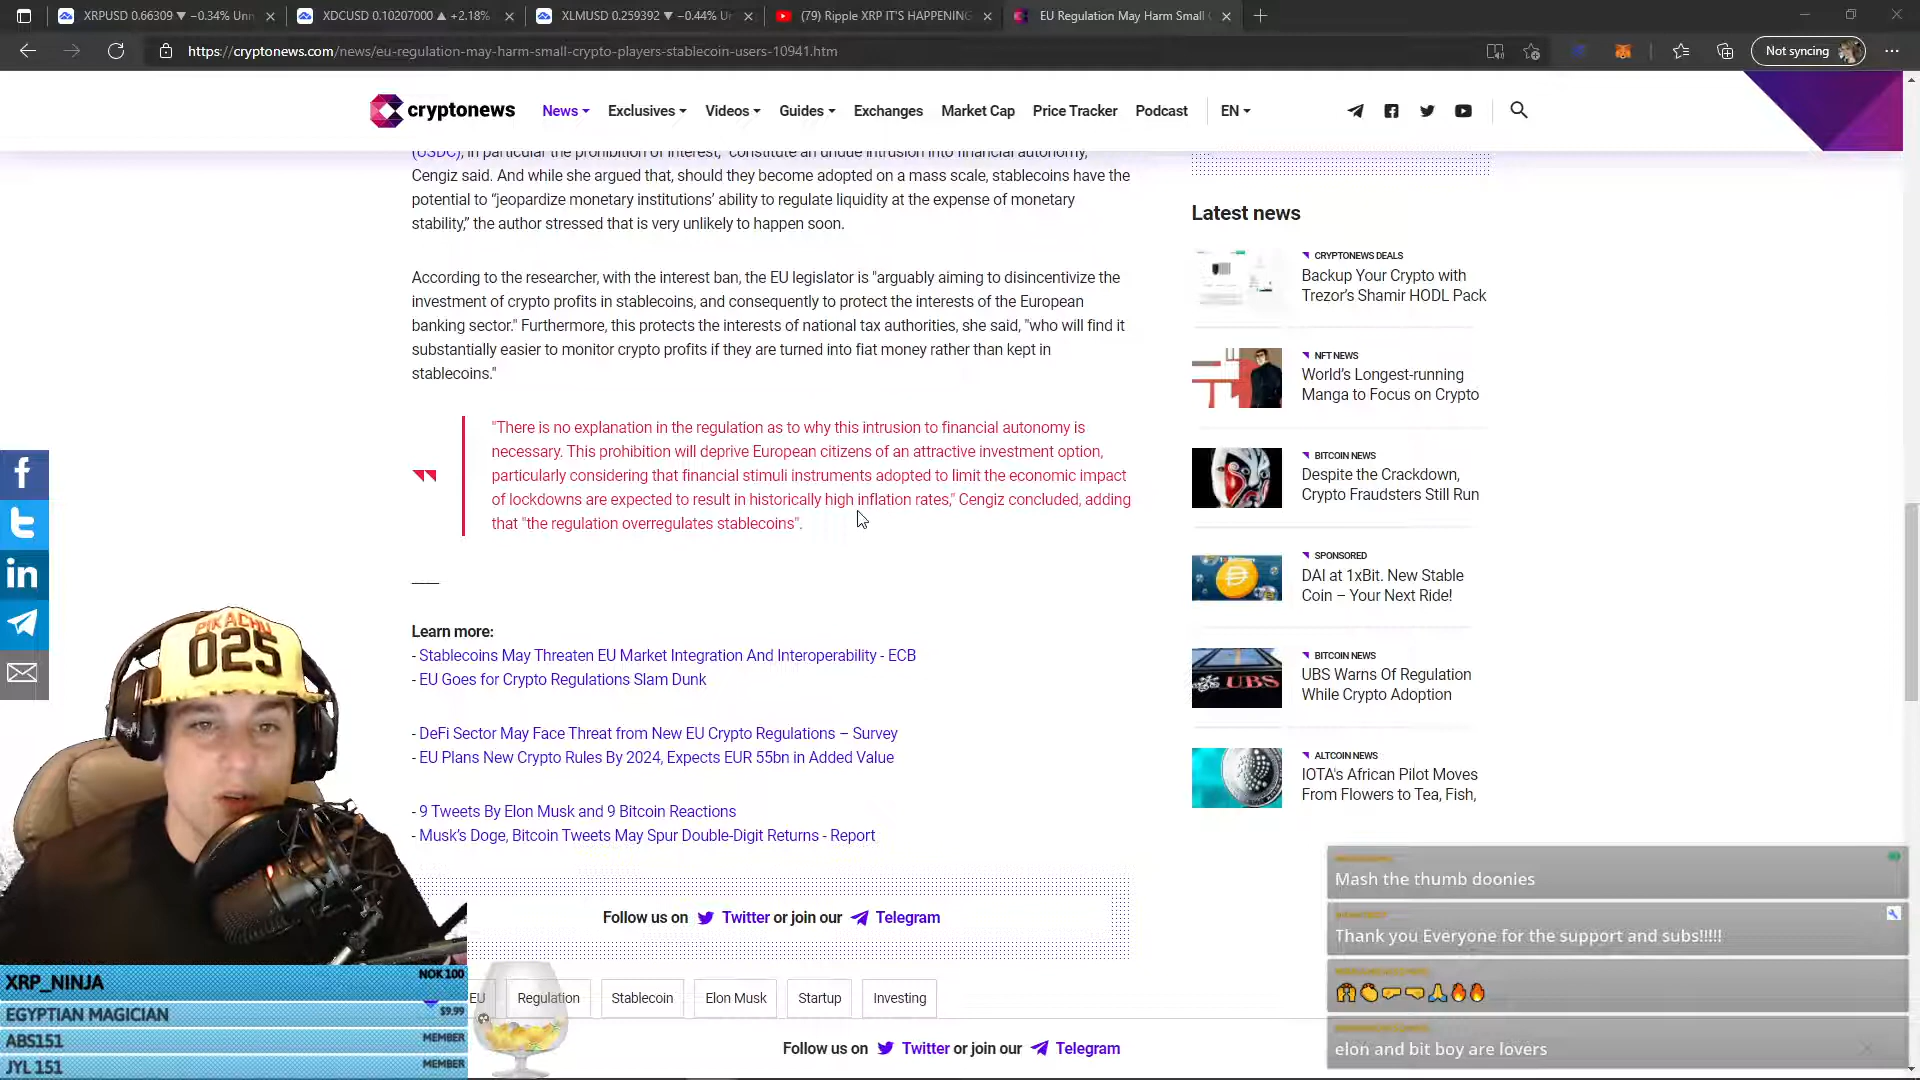 XRPUSD 0.66309 ▼ −0.34% Unn
XDCUSD 0.10207000 ▲ +2.18%
XLMUSD 0.259392 ▼ −0.44% U
(79) Ripple XRP IT'S HAPPENING
EU Regulation May Harm Small
https://cryptonews.com/news/eu-regulation-may-harm-small-crypto-players-stablecoin-users-10941.htm
Not syncing
cryptonews
News
Exclusives
Videos
Guides
Exchanges
Market Cap
Price Tracker
Podcast
EN
(USDC), in particular the prohibition of interest, "constitute an undue intrusion into financial autonomy,"
Cengiz said. And while she argued that, should they become adopted on a mass scale, stablecoins have the
potential to “jeopardize monetary institutions’ ability to regulate liquidity at the expense of monetary
stability,” the author stressed that is very unlikely to happen soon.
According to the researcher, with the interest ban, the EU legislator is "arguably aiming to disincentivize the
investment of crypto profits in stablecoins, and consequently to protect the interests of the European
banking sector." Furthermore, this protects the interests of national tax authorities, she said, "who will find it
substantially easier to monitor crypto profits if they are turned into fiat money rather than kept in
stablecoins."
"There is no explanation in the regulation as to why this intrusion to financial autonomy is
necessary. This prohibition will deprive European citizens of an attractive investment option,
particularly considering that financial stimuli instruments adopted to limit the economic impact
of lockdowns are expected to result in historically high inflation rates," Cengiz concluded, adding
that "the regulation overregulates stablecoins".
Learn more:
- Stablecoins May Threaten EU Market Integration And Interoperability - ECB
- EU Goes for Crypto Regulations Slam Dunk
- DeFi Sector May Face Threat from New EU Crypto Regulations – Survey
- EU Plans New Crypto Rules By 2024, Expects EUR 55bn in Added Value
- 9 Tweets By Elon Musk and 9 Bitcoin Reactions
- Musk’s Doge, Bitcoin Tweets May Spur Double-Digit Returns - Report
Follow us on Twitter or join our Telegram
EU
Regulation
Stablecoin
Elon Musk
Startup
Investing
Follow us on Twitter or join our Telegram
Latest news
CRYPTONEWS DEALS
Backup Your Crypto with
Trezor’s Shamir HODL Pack
NFT NEWS
World’s Longest-running
Manga to Focus on Crypto
BITCOIN NEWS
Despite the Crackdown,
Crypto Fraudsters Still Run
SPONSORED
DAI at 1xBit. New Stable
Coin – Your Next Ride!
BITCOIN NEWS
UBS Warns Of Regulation
While Crypto Adoption
UBS
ALTCOIN NEWS
IOTA's African Pilot Moves
From Flowers to Tea, Fish,
PIKACHU
025
XRP_NINJA NOK 100
EGYPTIAN MAGICIAN $9.99
ABS151 MEMBER
JYL 151 MEMBER
Mash the thumb doonies
Thank you Everyone for the support and subs!!!!!
🙌👏🤛🤜🙏🔥🔥
elon and bit boy are lovers